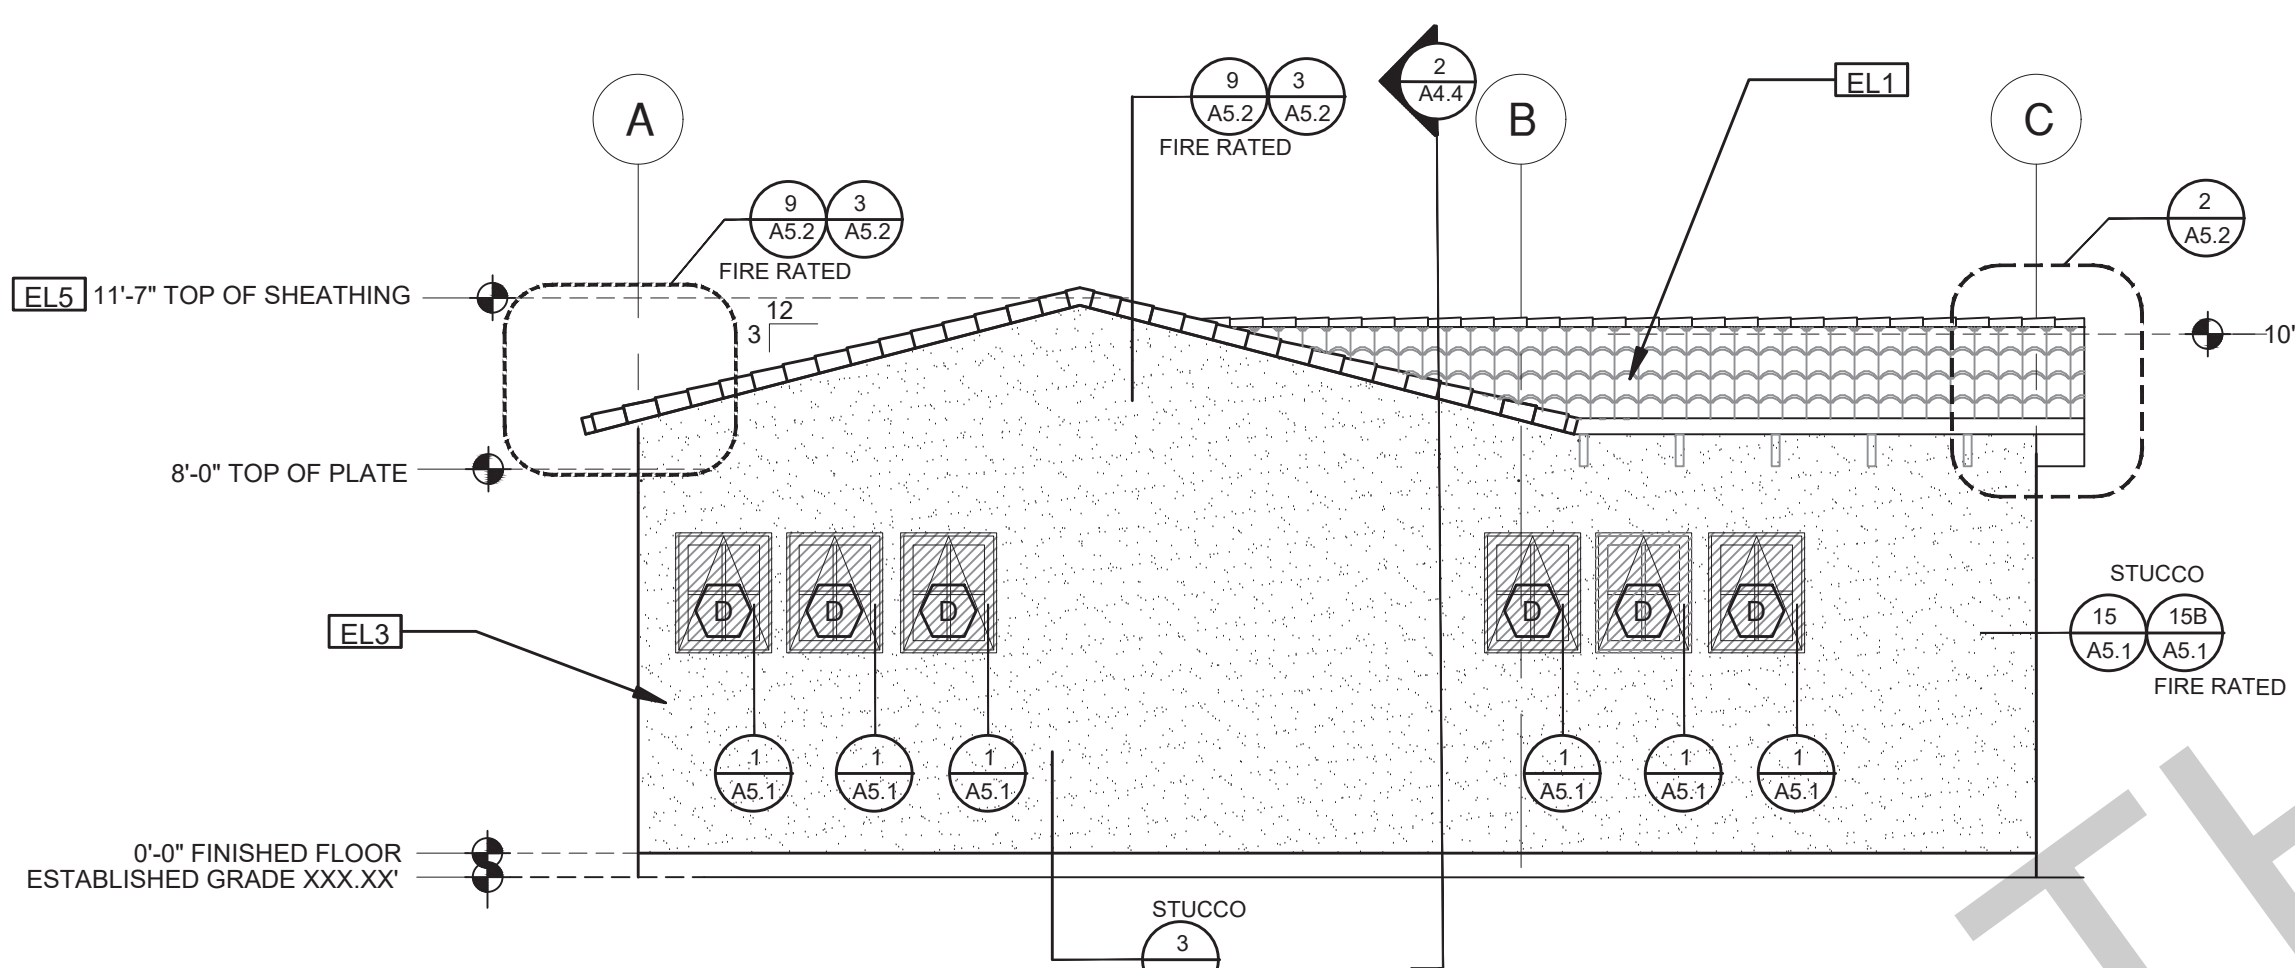 2
A4.4
9
A5.2
3
A5.2
FIRE RATED
EL1
A
B
C
9
A5.2
3
A5.2
FIRE RATED
2
A5.2
EL5 11'-7" TOP OF SHEATHING
12
3
10'
8'-0" TOP OF PLATE
D D D D D D
STUCCO
15
A5.1
15B
A5.1
FIRE RATED
EL3
1 1 1 1 1 1
A5.1 A5.1 A5.1 A5.1 A5.1 A5.1
0'-0" FINISHED FLOOR
ESTABLISHED GRADE XXX.XX'
STUCCO
3
TH